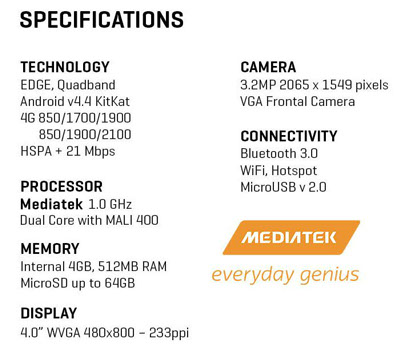 SPECIFICATIONS
TECHNOLOGY
EDGE, Quadband
Android v4.4 KitKat
4G 850/1700/1900
850/1900/2100
HSPA + 21 Mbps
PROCESSOR
Mediatek 1.0 GHz
Dual Core with MALI 400
MEMORY
Internal 4GB, 512MB RAM
MicroSD up to 64GB
DISPLAY
4.0" WVGA 480x800 – 233ppi
CAMERA
3.2MP 2065 x 1549 pixels
VGA Frontal Camera
CONNECTIVITY
Bluetooth 3.0
WiFi, Hotspot
MicroUSB v 2.0
MEDIATEK
everyday genius